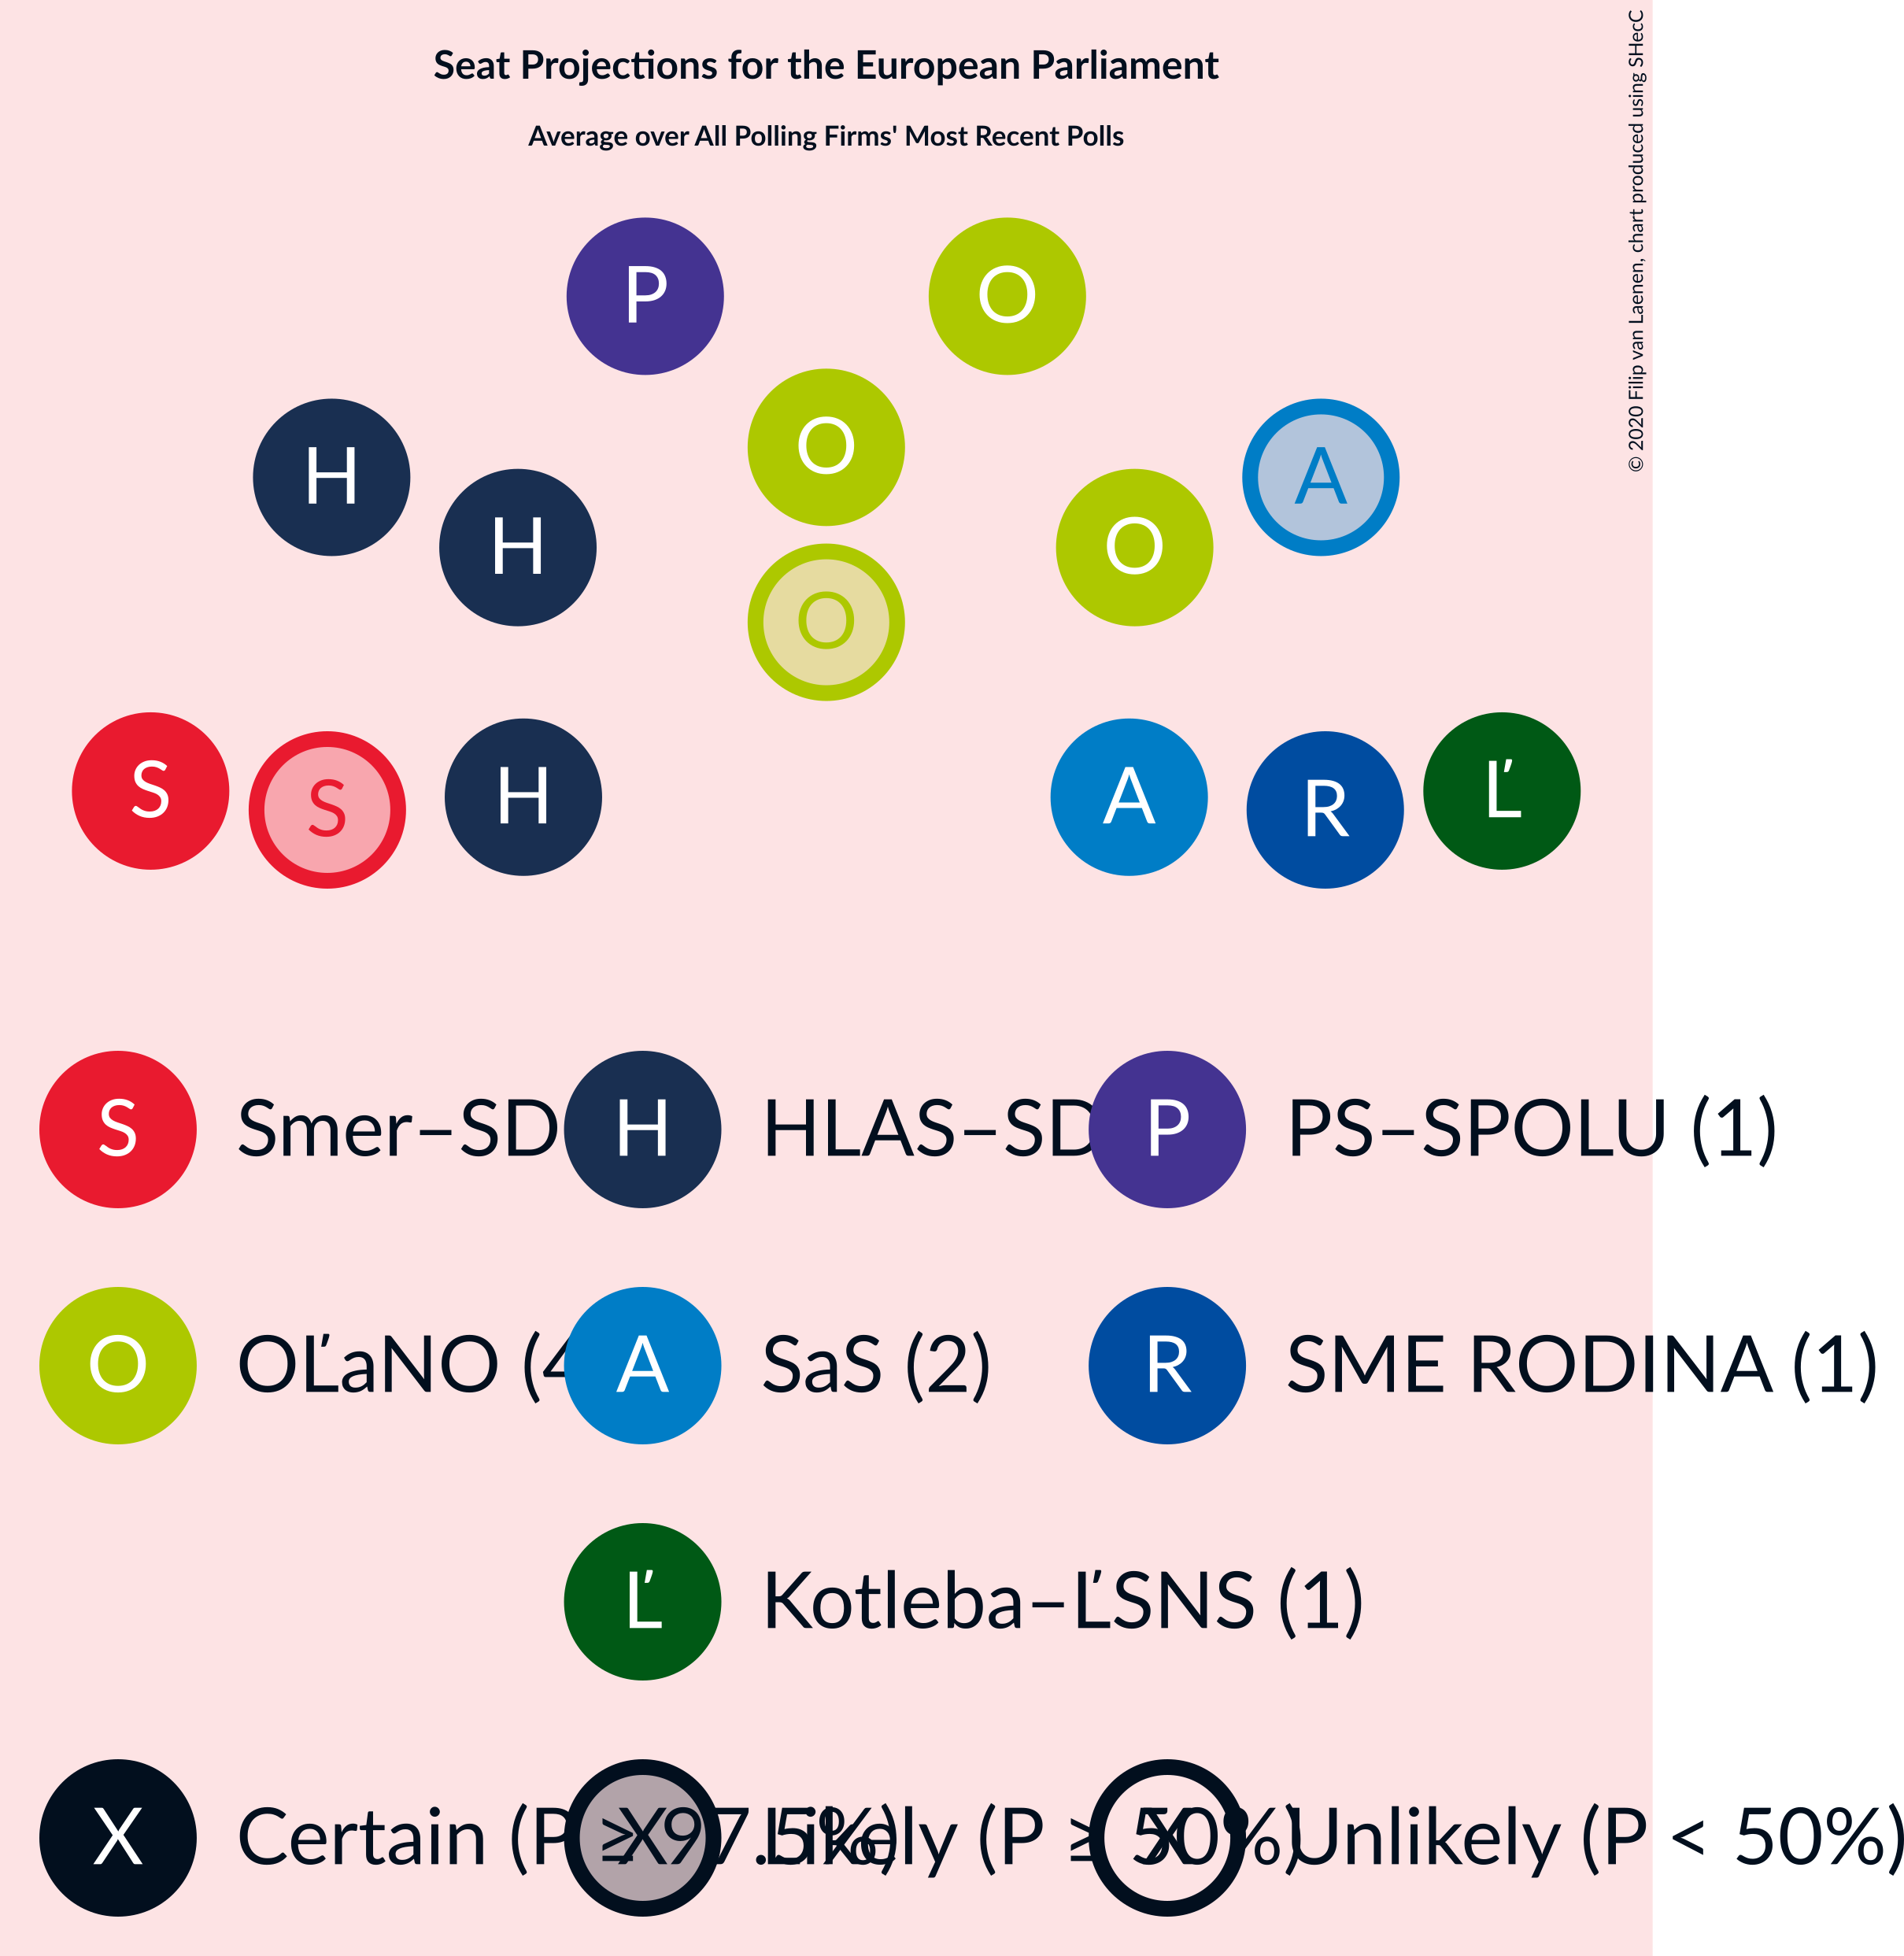 Seat Projections for the European Parliament
Average over All Polling Firms' Most Recent Polls
© 2020 Filip van Laenen, chart produced using SHecC
P O
O
H A
H O
O
S Ľ
H A
S R
S Smer–SD H HLAS–SD P PS–SPOLU (1)
O OĽaNO (4 A SaS (2) R SME RODINA (1)
Ľ Kotleba–ĽSNS (1)
X Certain (P ≥ 97.5%) X Likely (P ≥ 50%) X Unlikely (P < 50%)